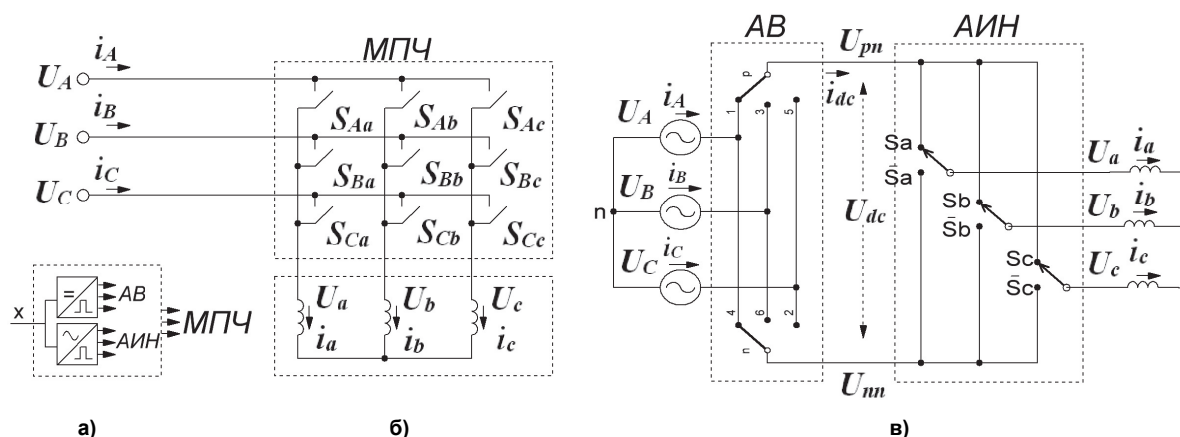 МПЧ
i_A
U_A
i_B
U_B
i_C
U_C
S_Aa S_Ab S_Ac
S_Ba S_Bb S_Bc
S_Ca S_Cb S_Cc
U_a U_b U_c
i_a i_b i_c
x
=
АВ
АИН
МПЧ
а)
б)
АВ
U_pn
АИН
p
i_dc
1 3 5
U_A i_A
U_B i_B
U_C i_C
n
U_dc
4 6 2
n
U_nn
Sa
S̄a
Sb
S̄b
Sc
S̄c
U_a i_a
U_b i_b
U_c i_c
в)